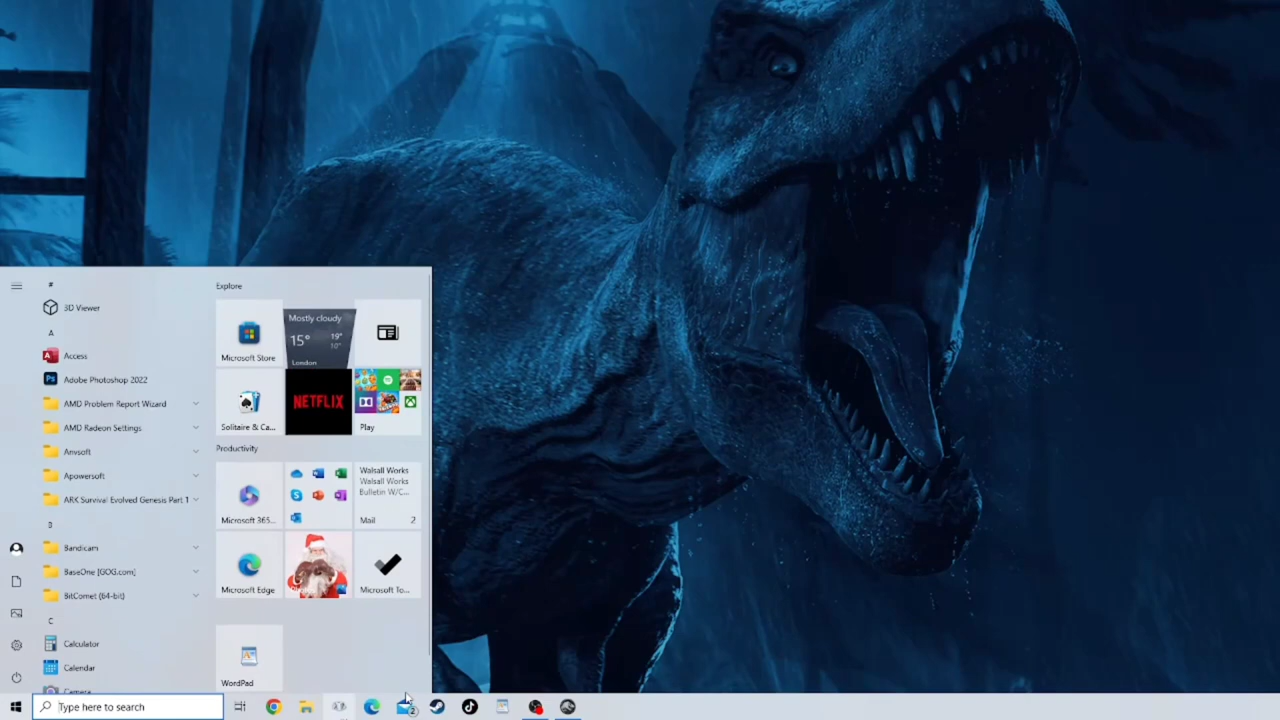 #
3D Viewer
A
Access
Adobe Photoshop 2022
AMD Problem Report Wizard
AMD Radeon Settings
Anvsoft
Apowersoft
ARK Survival Evolved Genesis Part 1
B
Bandicam
BaseOne [GOG.com]
BitComet (64-bit)
C
Calculator
Calendar
Camera
Explore
Microsoft Store
Mostly cloudy
15° 19°
10°
London
Solitaire & Ca...
NETFLIX
Play
Productivity
Microsoft 365...
Walsall Works
Walsall Works
Bulletin W/C...
Mail 2
Microsoft Edge
Microsoft To...
WordPad
Type here to search
2